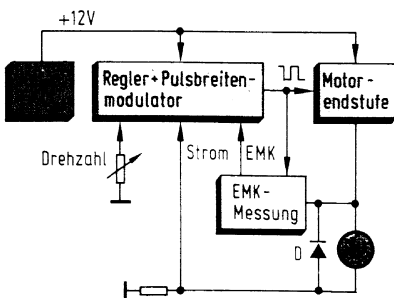 +12V
Regler+Pulsbreiten-
modulator
Motor-
endstufe
Drehzahl
Strom
EMK
EMK-
Messung
D